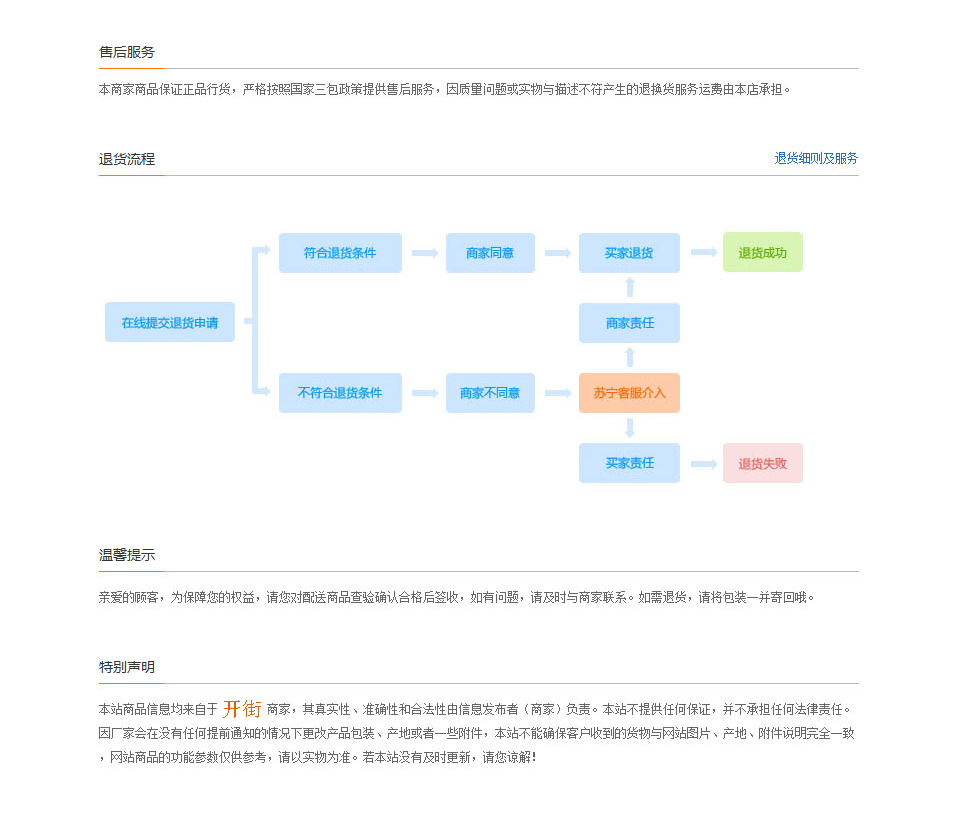 售后服务
本商家商品保证正品行货，严格按照国家三包政策提供售后服务，因质量问题或实物与描述不符产生的退换货服务运费由本店承担。
退货流程
退货细则及服务
符合退货条件
商家同意
买家退货
退货成功
在线提交退货申请
商家责任
不符合退货条件
商家不同意
苏宁客服介入
买家责任
退货失败
温馨提示
亲爱的顾客，为保障您的权益，请您对配送商品查验确认合格后签收，如有问题，请及时与商家联系。如需退货，请将包装一并寄回哦。
特别声明
本站商品信息均来自于 开街 商家，其真实性、准确性和合法性由信息发布者（商家）负责。本站不提供任何保证，并不承担任何法律责任。
因厂家会在没有任何提前通知的情况下更改产品包装、产地或者一些附件，本站不能确保客户收到的货物与网站图片、产地、附件说明完全一致
，网站商品的功能参数仅供参考，请以实物为准。若本站没有及时更新，请您谅解！